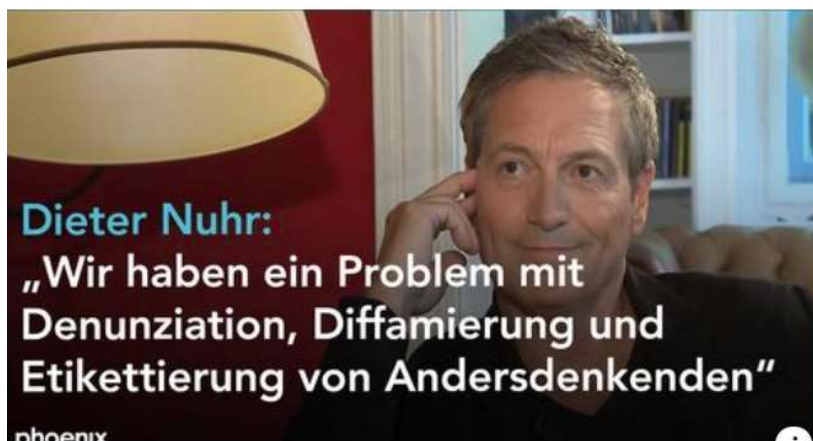 Dieter Nuhr:
„Wir haben ein Problem mit
Denunziation, Diffamierung und
Etikettierung von Andersdenkenden“
phoenix